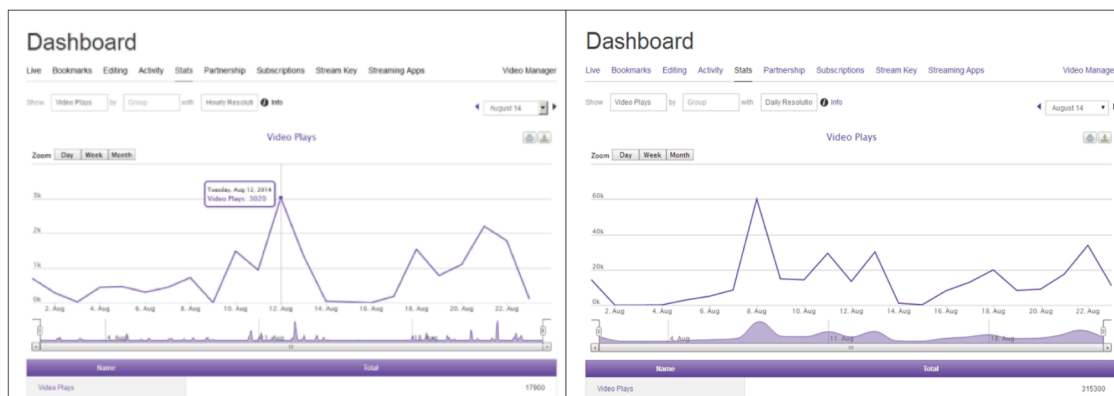 Dashboard
Live Bookmarks Editing Activity Stats Partnership Subscriptions Stream Key Streaming Apps Video Manager
Show Video Plays by Group with Hourly Resoluti Info
August 14
Video Plays
Zoom Day Week Month
Tuesday, Aug 12, 2014
Video Plays: 3020
3k
2k
1k
0k
2. Aug 4. Aug 6. Aug 8. Aug 10. Aug 12. Aug 14. Aug 16. Aug 18. Aug 20. Aug 22. Aug
4. Aug 11. Aug 18. Aug
Name Total
Video Plays 17900
Dashboard
Live Bookmarks Editing Activity Stats Partnership Subscriptions Stream Key Streaming Apps Video Manage
Show Video Plays by Group with Daily Resolutio Info
August 14
Video Plays
Zoom Day Week Month
60k
40k
20k
0k
2. Aug 4. Aug 6. Aug 8. Aug 10. Aug 12. Aug 14. Aug 16. Aug 18. Aug 20. Aug 22. Aug
4. Aug 11. Aug 18. Aug
Name Total
Video Plays 315300